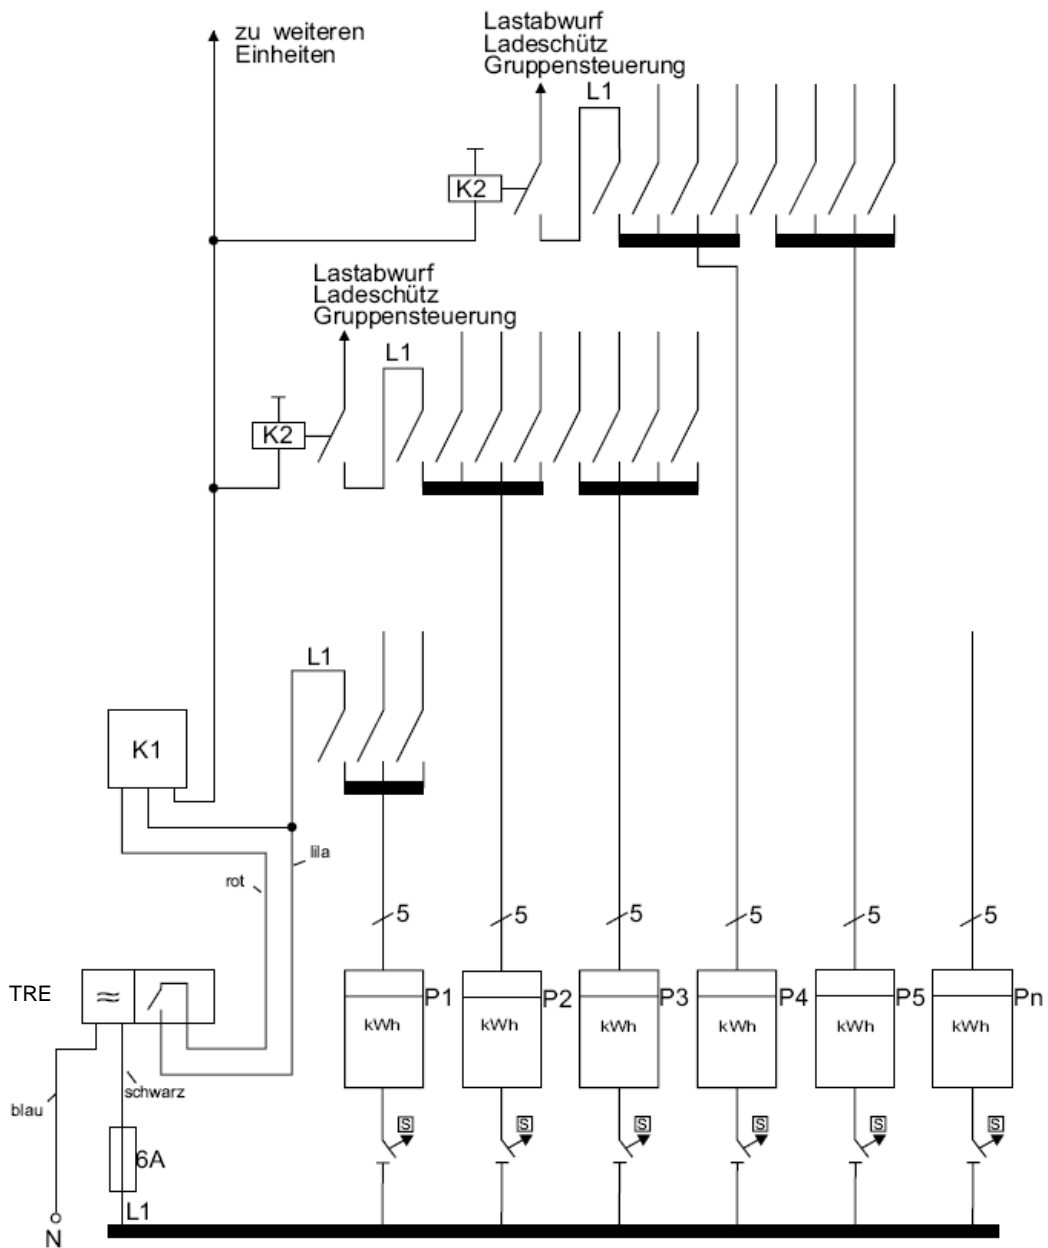 zu weiteren
Einheiten
Lastabwurf
Ladeschütz
Gruppensteuerung
L1
K2
Lastabwurf
Ladeschütz
Gruppensteuerung
L1
K2
L1
K1
lila
rot
5
5
5
5
5
5
TRE
≈
P1
P2
P3
P4
P5
Pn
kWh
kWh
kWh
kWh
kWh
kWh
schwarz
blau
S
S
S
S
S
S
6A
L1
N